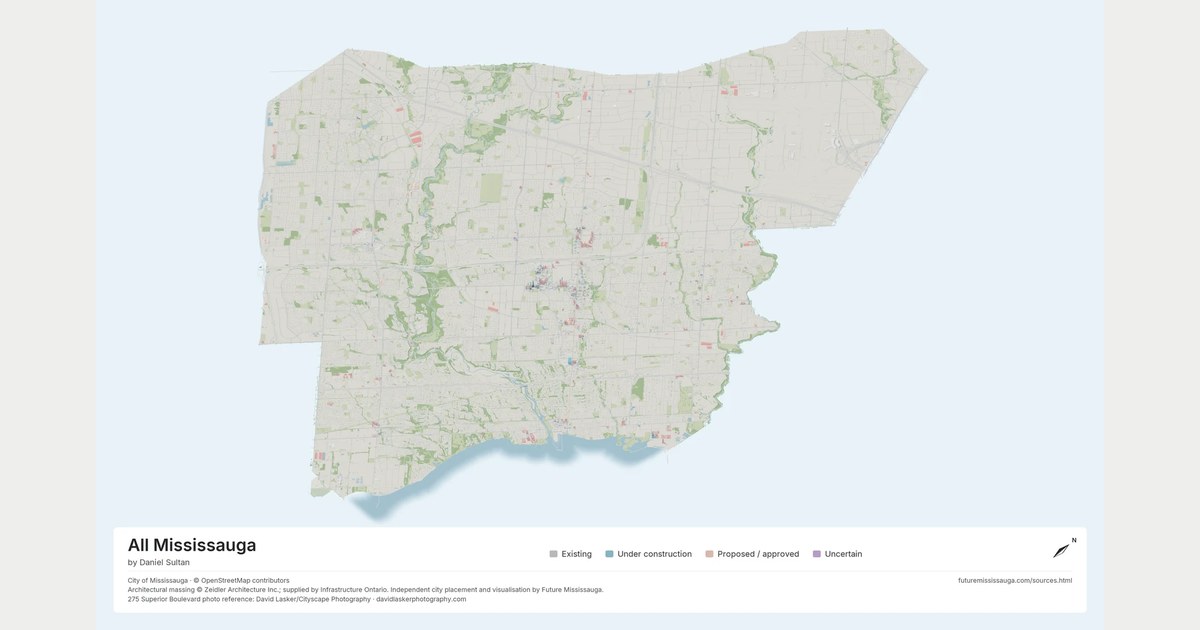 All Mississauga
by Daniel Sultan
Existing
Under construction
Proposed / approved
Uncertain
N
City of Mississauga · © OpenStreetMap contributors
Architectural massing © Zeidler Architecture Inc.; supplied by Infrastructure Ontario. Independent city placement and visualisation by Future Mississauga.
275 Superior Boulevard photo reference: David Lasker/Cityscape Photography · davidlaskerphotography.com
futuremississauga.com/sources.html